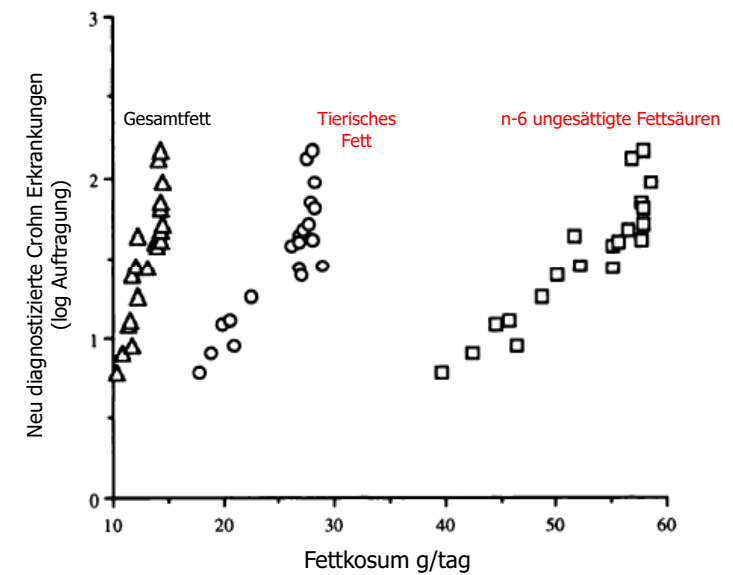 3
Gesamtfett
Tierisches
Fett
n-6 ungesättigte Fettsäuren
2
Neu diagnostizierte Crohn Erkrankungen
(log Auftragung)
1
0
10
20
30
40
50
60
Fettkosum g/tag